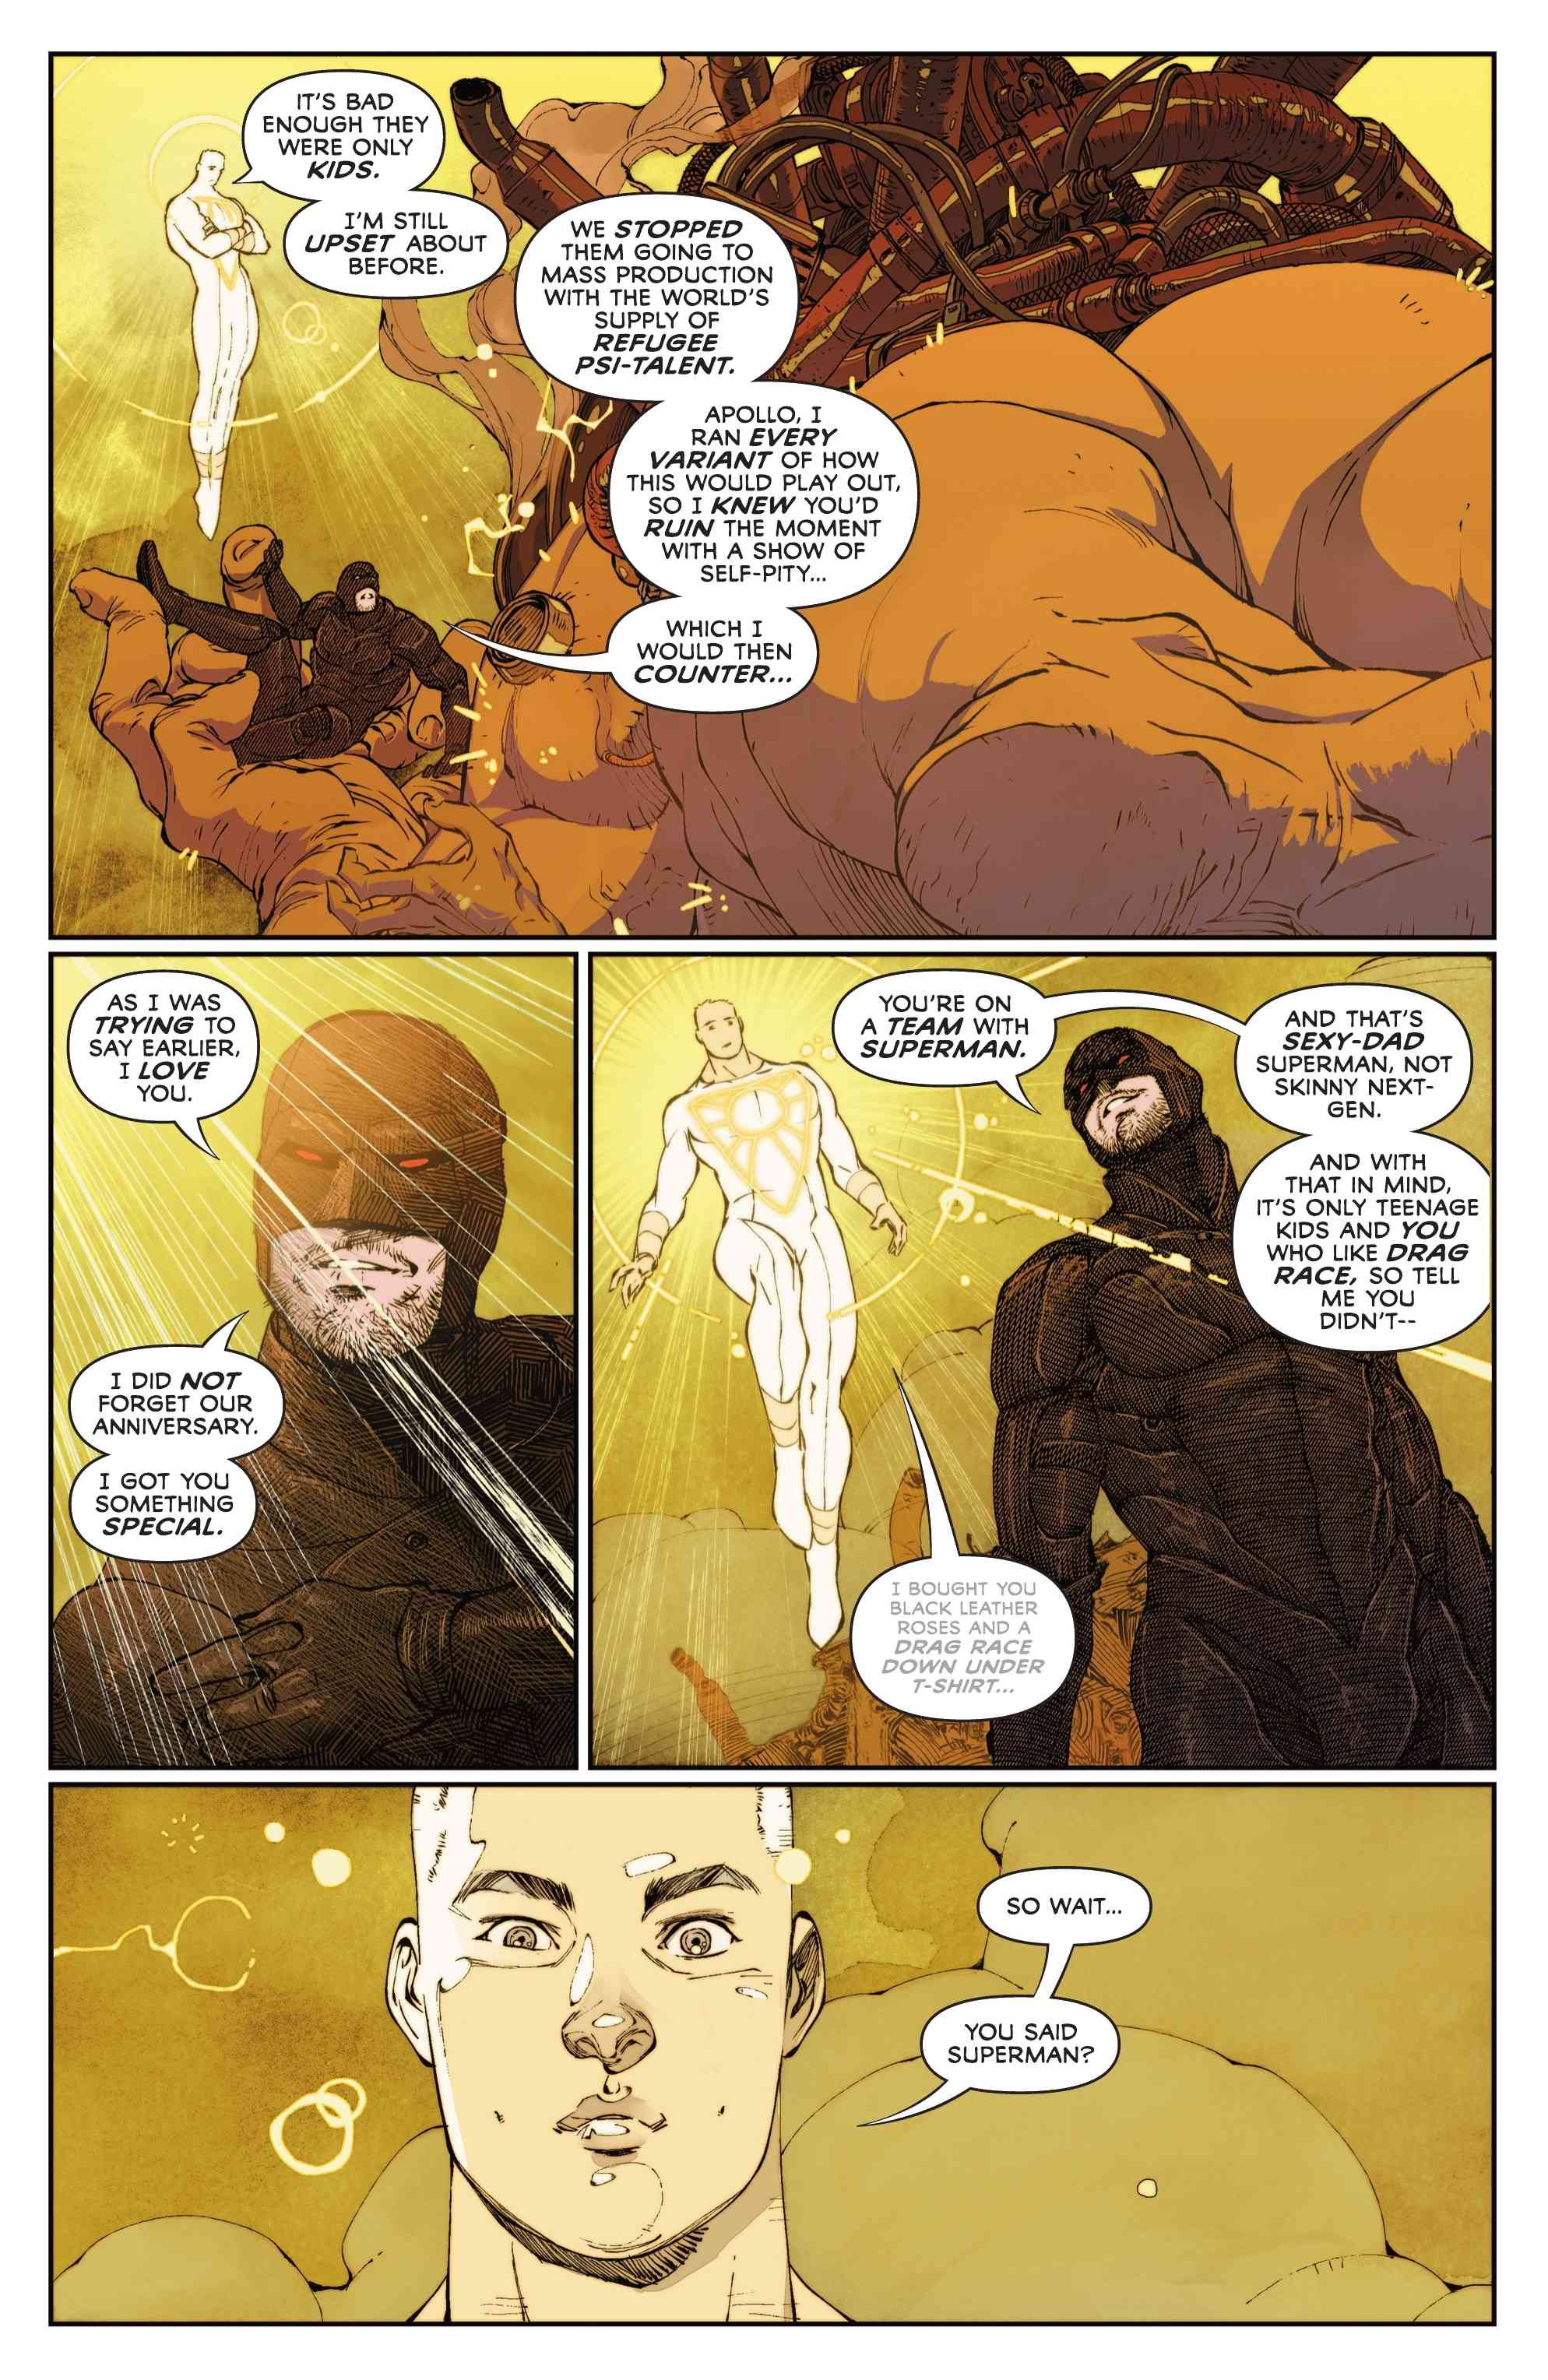 IT'S BAD
ENOUGH THEY
WERE ONLY
KIDS.
I'M STILL
UPSET ABOUT
BEFORE.
WE STOPPED
THEM GOING TO
MASS PRODUCTION
WITH THE WORLD'S
SUPPLY OF
REFUGEE
PSI-TALENT.
APOLLO, I
RAN EVERY
VARIANT OF HOW
THIS WOULD PLAY OUT,
SO I KNEW YOU'D
RUIN THE MOMENT
WITH A SHOW OF
SELF-PITY...
WHICH I
WOULD THEN
COUNTER...
AS I WAS
TRYING TO
SAY EARLIER,
I LOVE
YOU.
I DID NOT
FORGET OUR
ANNIVERSARY.
I GOT YOU
SOMETHING
SPECIAL.
YOU'RE ON
A TEAM WITH
SUPERMAN.
AND THAT'S
SEXY-DAD
SUPERMAN, NOT
SKINNY NEXT-
GEN.
AND WITH
THAT IN MIND,
IT'S ONLY TEENAGE
KIDS AND YOU
WHO LIKE DRAG
RACE, SO TELL
ME YOU
DIDN'T--
I BOUGHT YOU
BLACK LEATHER
ROSES AND A
DRAG RACE
DOWN UNDER
T-SHIRT...
SO WAIT...
YOU SAID
SUPERMAN?